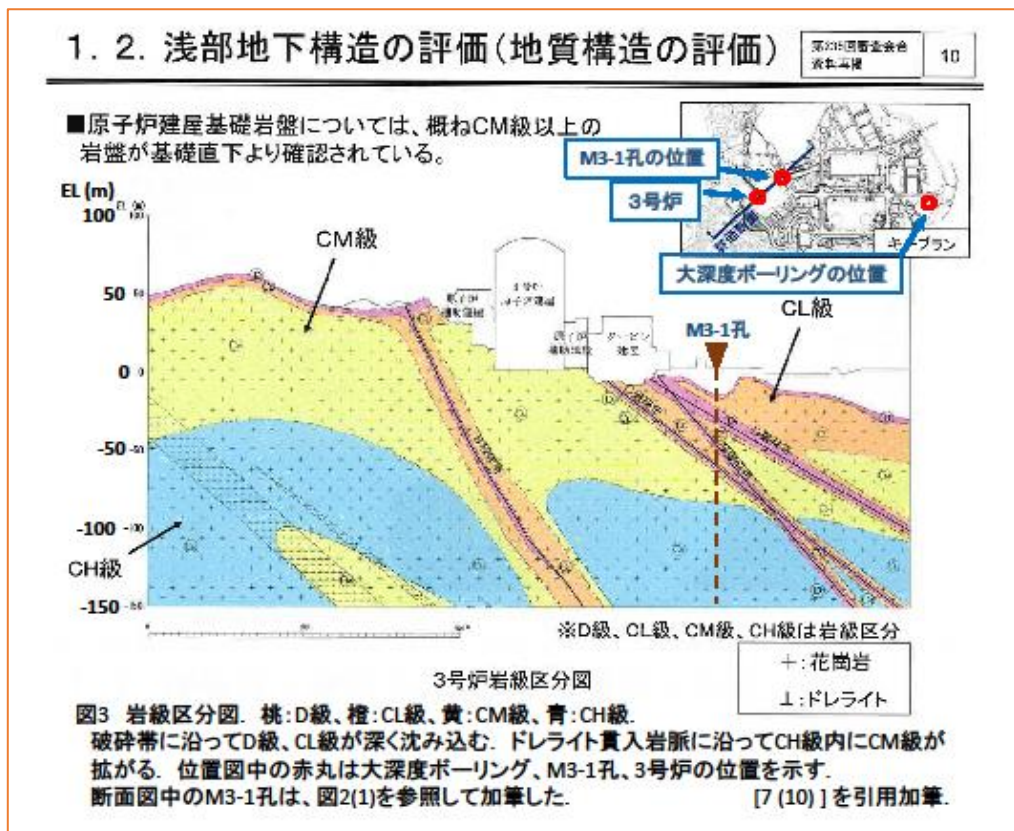 1. 2. 浅部地下構造の評価(地質構造の評価)
第235回審査会合
資料再掲
10
■原子炉建屋基礎岩盤については、概ねCM級以上の
岩盤が基礎直下より確認されている。
M3-1孔の位置
3号炉
キープラン
大深度ボーリングの位置
EL (m)
100
CM級
50
CL級
M3-1孔
0
-50
-100
CH級
-150
※D級、CL級、CM級、CH級は岩級区分
+:花崗岩
⊥:ドレライト
3号炉岩級区分図
図3 岩級区分図. 桃:D級、橙:CL級、黄:CM級、青:CH級.
破砕帯に沿ってD級、CL級が深く沈み込む. ドレライト貫入岩脈に沿ってCH級内にCM級が
拡がる. 位置図中の赤丸は大深度ボーリング、M3-1孔、3号炉の位置を示す.
断面図中のM3-1孔は、図2(1)を参照して加筆した.
[7 (10) ] を引用加筆.